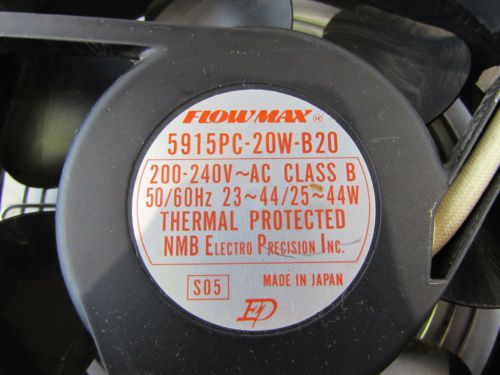 FLOWMAX®
5915PC-20W-B20
200-240V~AC CLASS B
50/60Hz 23~44/25~44W
THERMAL PROTECTED
NMB ELECTRO PRECISION INC.
S05 MADE IN JAPAN